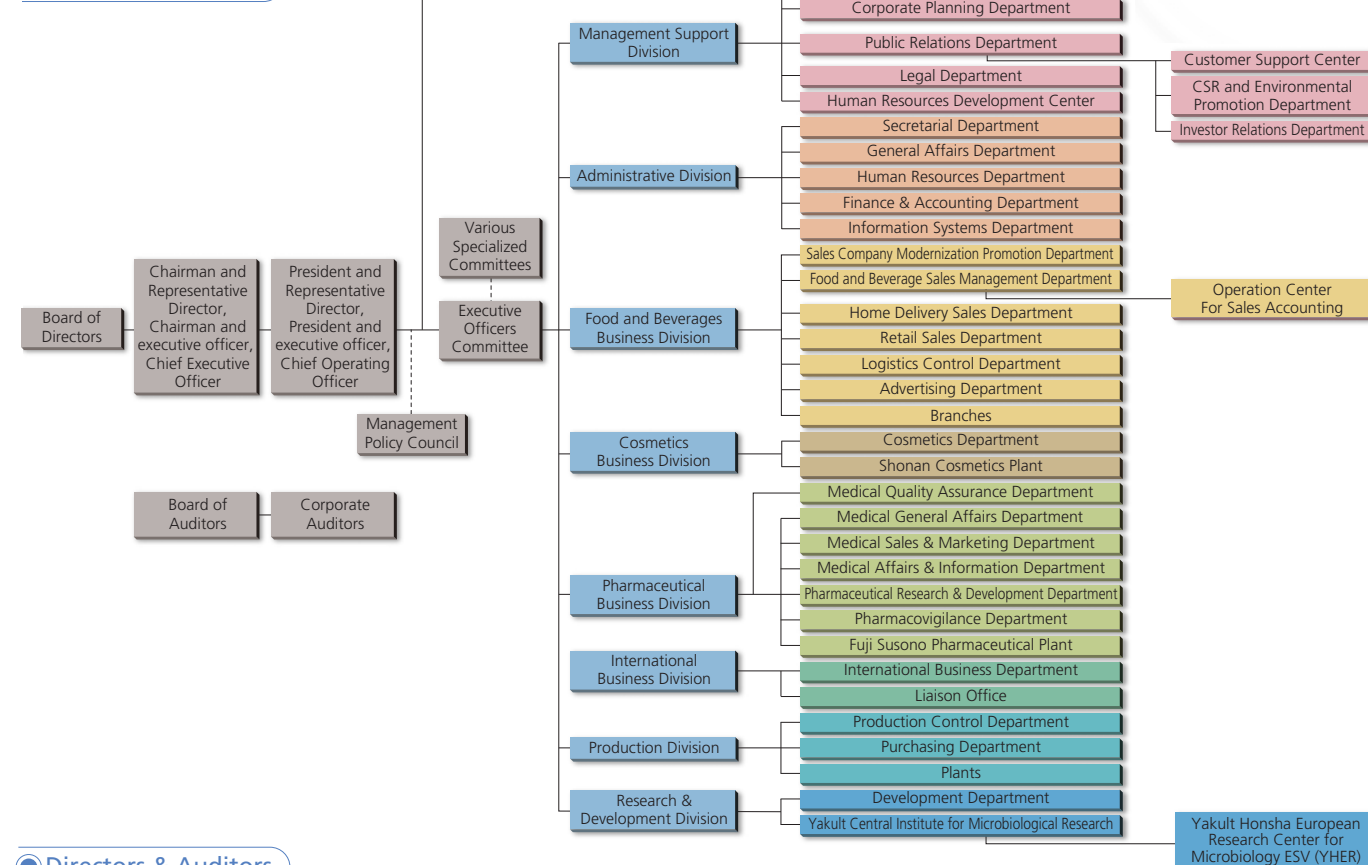 Corporate Planning Department
Management Support
Division
Public Relations Department
Customer Support Center
Legal Department
CSR and Environmental
Promotion Department
Human Resources Development Center
Investor Relations Department
Secretarial Department
General Affairs Department
Administrative Division
Human Resources Department
Finance & Accounting Department
Information Systems Department
Various
Specialized
Committees
Sales Company Modernization Promotion Department
Food and Beverage Sales Management Department
Operation Center
For Sales Accounting
Board of
Directors
Chairman and
Representative
Director,
Chairman and
executive officer,
Chief Executive
Officer
President and
Representative
Director,
President and
executive officer,
Chief Operating
Officer
Executive
Officers
Committee
Food and Beverages
Business Division
Home Delivery Sales Department
Retail Sales Department
Logistics Control Department
Advertising Department
Branches
Management
Policy Council
Cosmetics
Business Division
Cosmetics Department
Shonan Cosmetics Plant
Board of
Auditors
Corporate
Auditors
Medical Quality Assurance Department
Medical General Affairs Department
Medical Sales & Marketing Department
Medical Affairs & Information Department
Pharmaceutical
Business Division
Pharmaceutical Research & Development Department
Pharmacovigilance Department
Fuji Susono Pharmaceutical Plant
International
Business Division
International Business Department
Liaison Office
Production Division
Production Control Department
Purchasing Department
Plants
Research &
Development Division
Development Department
Yakult Central Institute for Microbiological Research
Yakult Honsha European
Research Center for
Microbiology ESV (YHER)
Directors & Auditors